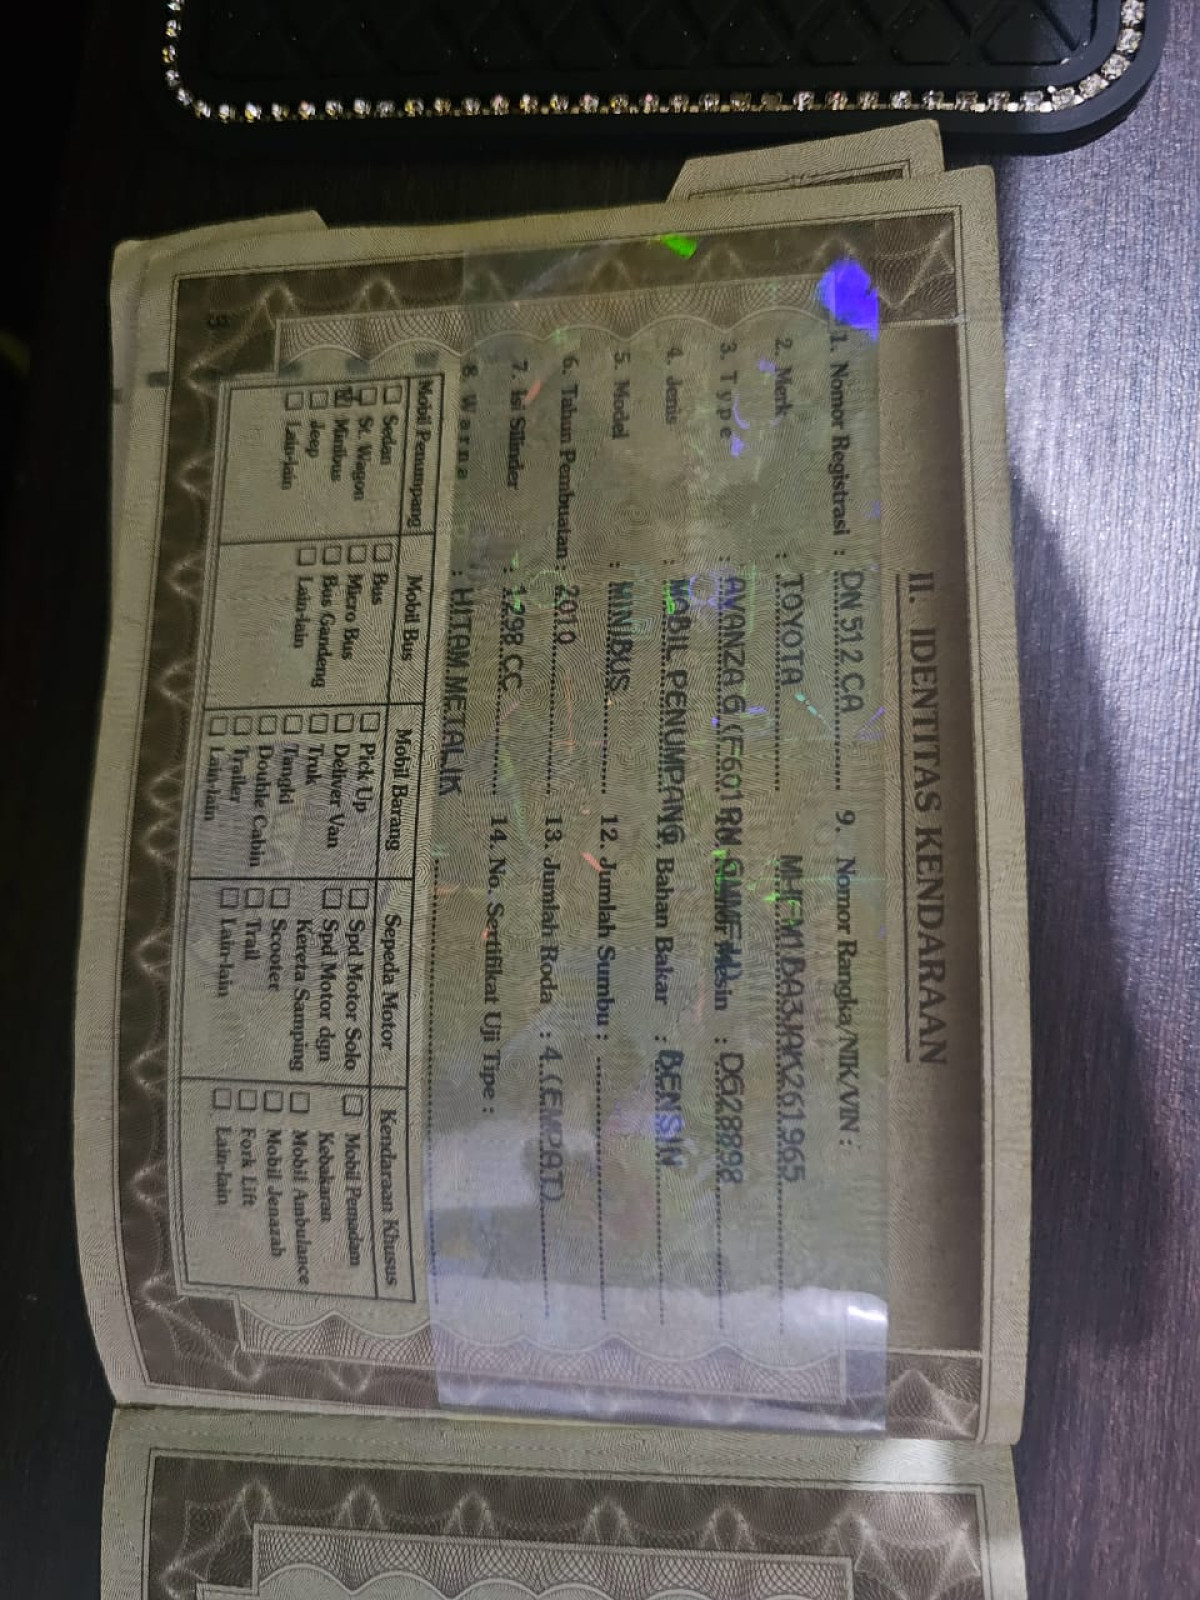 II. IDENTITAS KENDARAAN
1. Nomor Registrasi : DN 512 CA
9. Nomor Rangka/NIK/VIN :
2. Merk : TOYOTA
MHFM1BA3JAK261965
3. Type : AVANZA G (F601RM-GMMFJJ)
Nomor Mesin : DG28898
4. Jenis : MOBIL PENUMPANG
Bahan Bakar : BENSIN
5. Model : MINIBUS
12. Jumlah Sumbu :
6. Tahun Pembuatan : 2010
13. Jumlah Roda : 4 (EMPAT)
7. Isi Silinder : 1298 CC
14. No. Sertifikat Uji Tipe :
8. Warna : HITAM METALIK
Mobil Penumpang
Sedan
St. Wagon
Minibus
Jeep
Lain-lain
Mobil Bus
Bus
Micro Bus
Bus Gandeng
Lain-lain
Mobil Barang
Pick Up
Deliver Van
Truk
Tangki
Double Cabin
Trailer
Lain-lain
Sepeda Motor
Spd Motor Solo
Spd Motor dgn
Kereta Samping
Scooter
Trail
Lain-lain
Kendaraan Khusus
Mobil Pemadam
Kebakaran
Mobil Ambulance
Mobil Jenazah
Fork Lift
Lain-lain
3